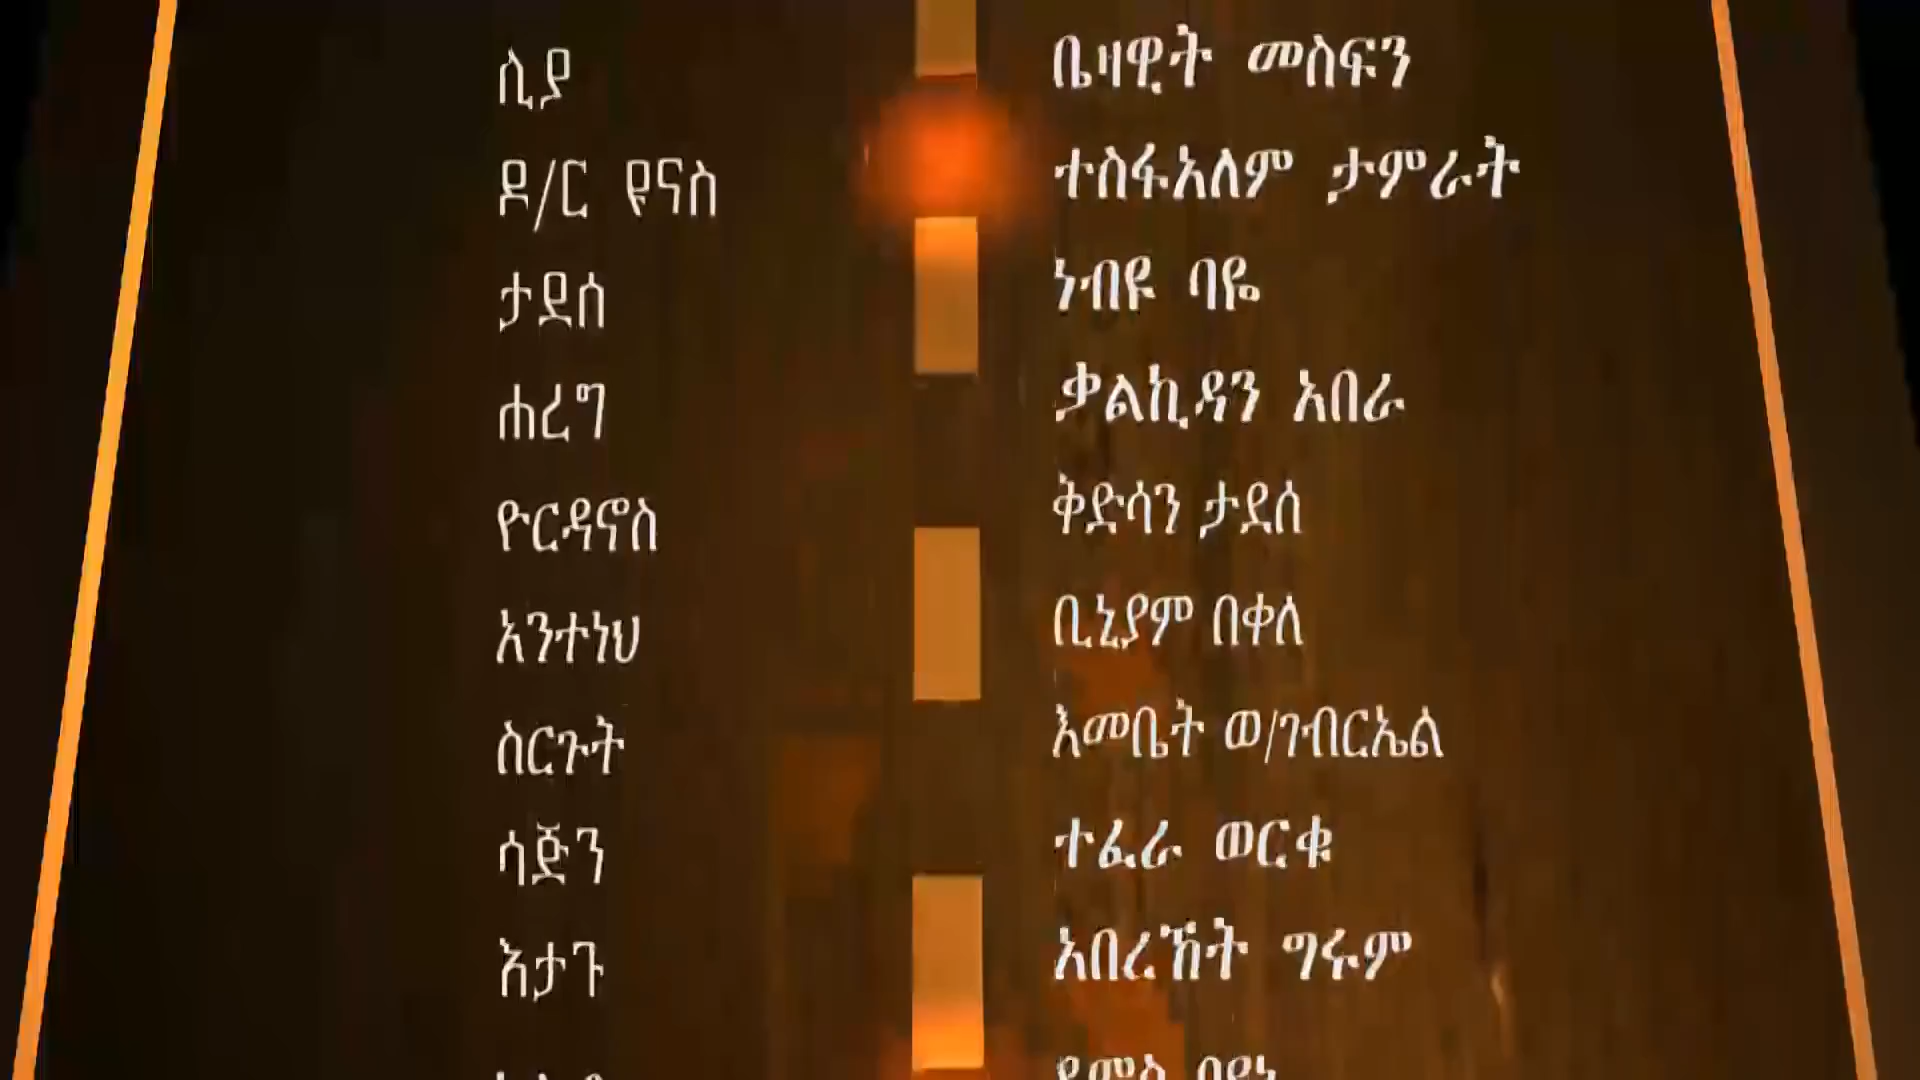 ሊያ ቤዛዊት መስፍን
ዶ/ር ዩናስ ተስፋአለም ታምራት
ታደሰ ነብዩ ባዬ
ሐረግ ቃልኪዳን አበራ
ዮርዳኖስ ቅድሳን ታደሰ
አንተነህ ቢኒያም በቀለ
ስርጉት እመቤት ወ/ገብርኤል
ሳጅን ተፈራ ወርቁ
እታጉ አበረኸት ግሩም